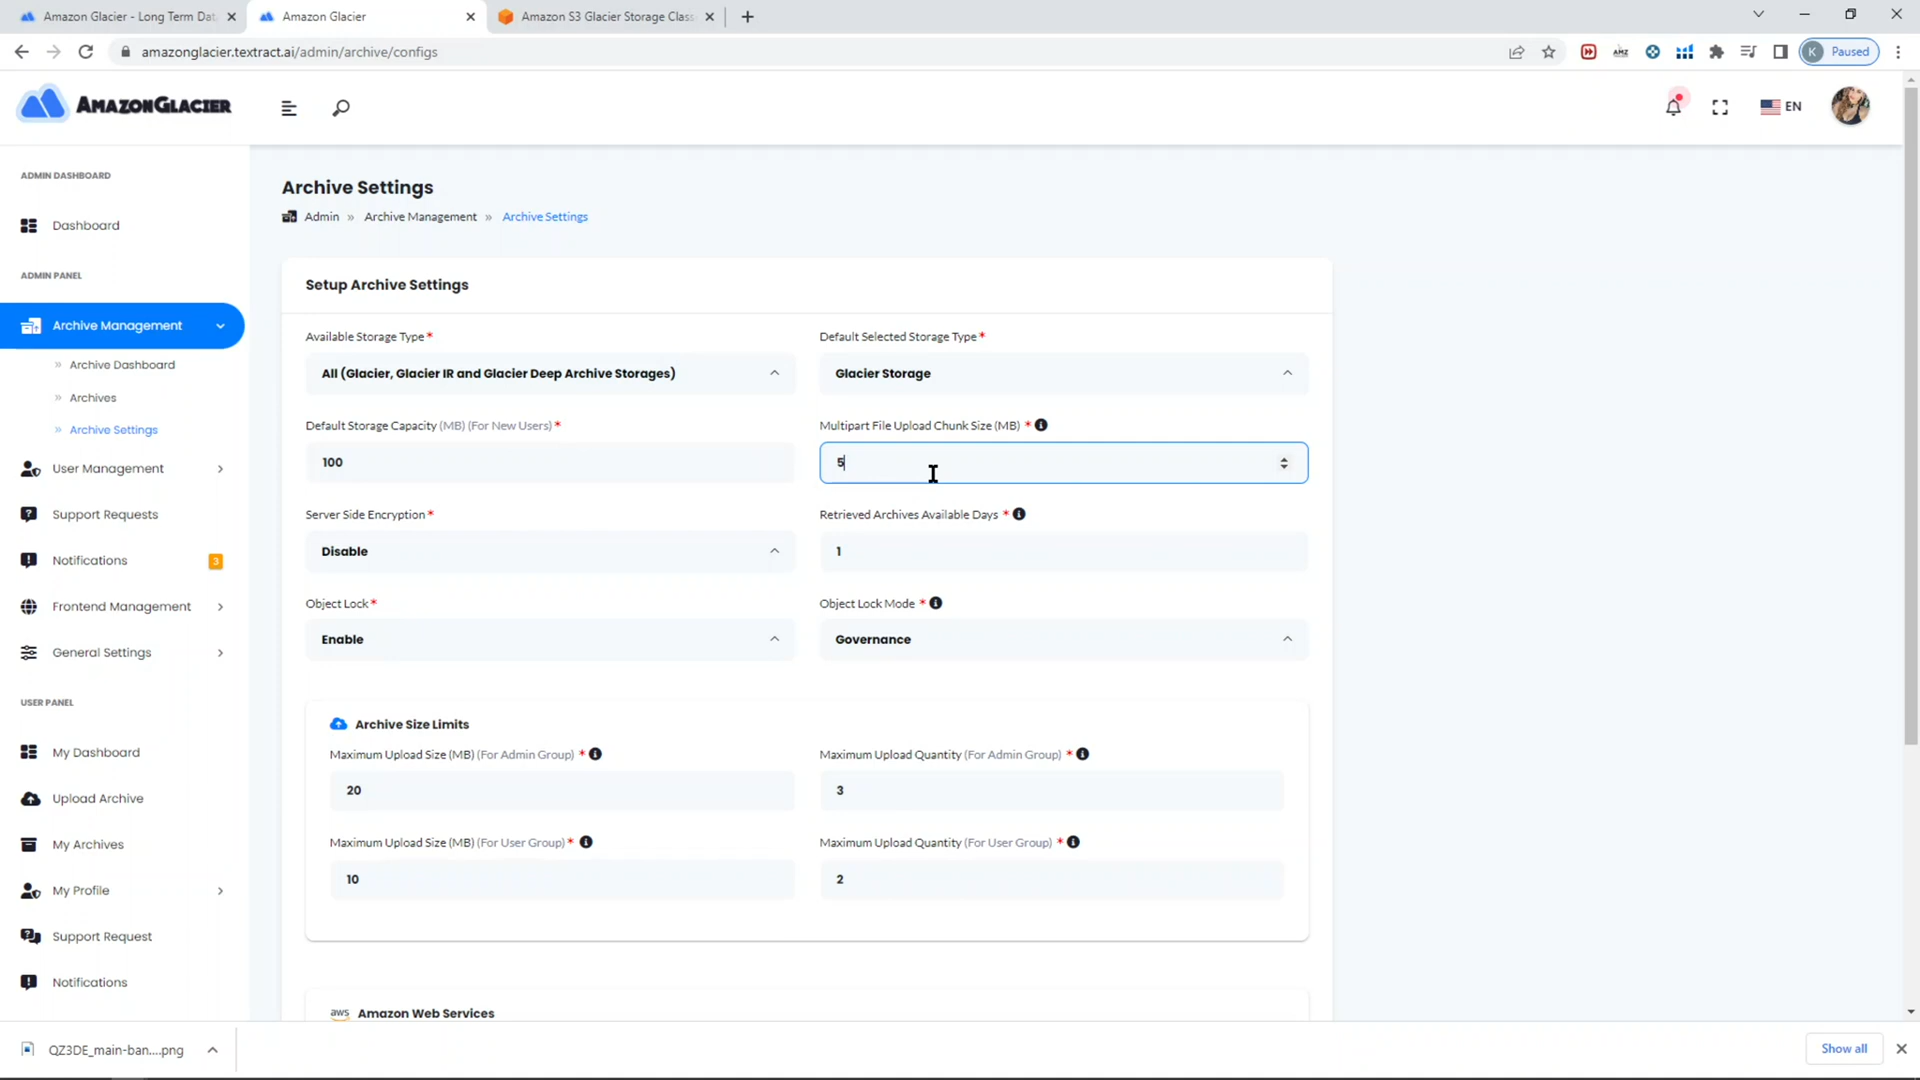 Amazon Glacier - Long Term Dat
Amazon Glacier
Amazon S3 Glacier Storage Class
amazonglacier.textract.ai/admin/archive/configs
AMZ
K Paused
AMAZONGLACIER
EN
ADMIN DASHBOARD
Dashboard
ADMIN PANEL
Archive Management
» Archive Dashboard
» Archives
» Archive Settings
User Management
Support Requests
Notifications 3
Frontend Management
General Settings
USER PANEL
My Dashboard
Upload Archive
My Archives
My Profile
Support Request
Notifications
Archive Settings
Admin » Archive Management » Archive Settings
Setup Archive Settings
Available Storage Type *
All (Glacier, Glacier IR and Glacier Deep Archive Storages)
Default Selected Storage Type *
Glacier Storage
Default Storage Capacity (MB) (For New Users) *
100
Multipart File Upload Chunk Size (MB) *
5
Server Side Encryption *
Disable
Retrieved Archives Available Days *
1
Object Lock *
Enable
Object Lock Mode *
Governance
Archive Size Limits
Maximum Upload Size (MB) (For Admin Group) *
20
Maximum Upload Quantity (For Admin Group) *
3
Maximum Upload Size (MB) (For User Group) *
10
Maximum Upload Quantity (For User Group) *
2
aws Amazon Web Services
QZ3DE_main-ban....png
Show all